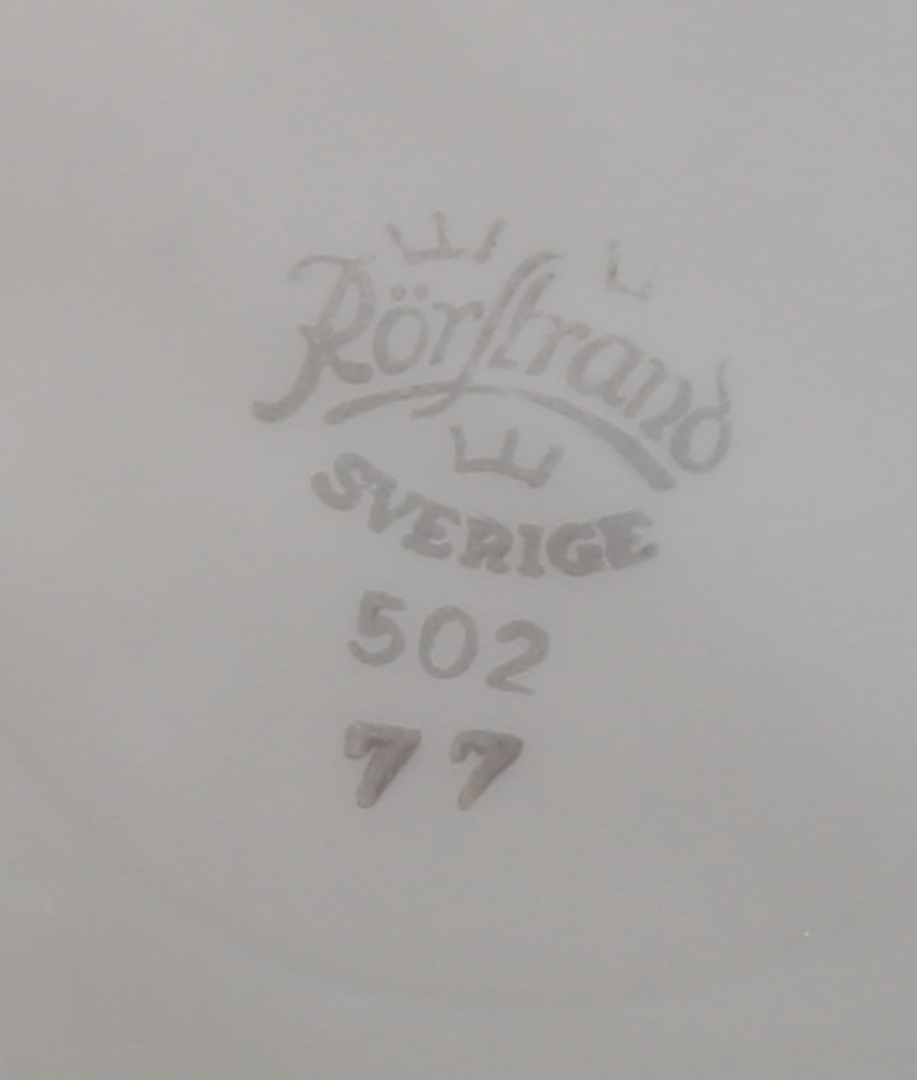 Rörstrand
SVERIGE
502
77